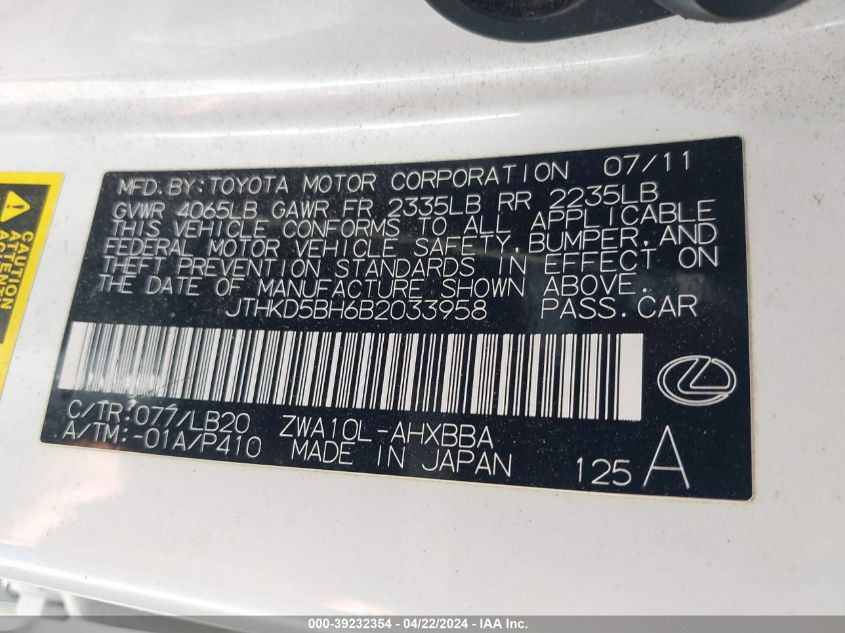 MFD. BY: TOYOTA MOTOR CORPORATION 07/11
GVWR 4065LB GAWR FR 2335LB RR 2235LB
THIS VEHICLE CONFORMS TO ALL APPLICABLE
FEDERAL MOTOR VEHICLE SAFETY, BUMPER, AND
THEFT PREVENTION STANDARDS IN EFFECT ON
THE DATE OF MANUFACTURE SHOWN ABOVE.
JTHKD5BH6B2033958 PASS. CAR
C/TR: 077/LB20 ZWA10L-AHXBBA
A/TM: -01A/P410 MADE IN JAPAN 125 A
CAUTION
ATTENTION
000-39232354 - 04/22/2024 - IAA Inc.